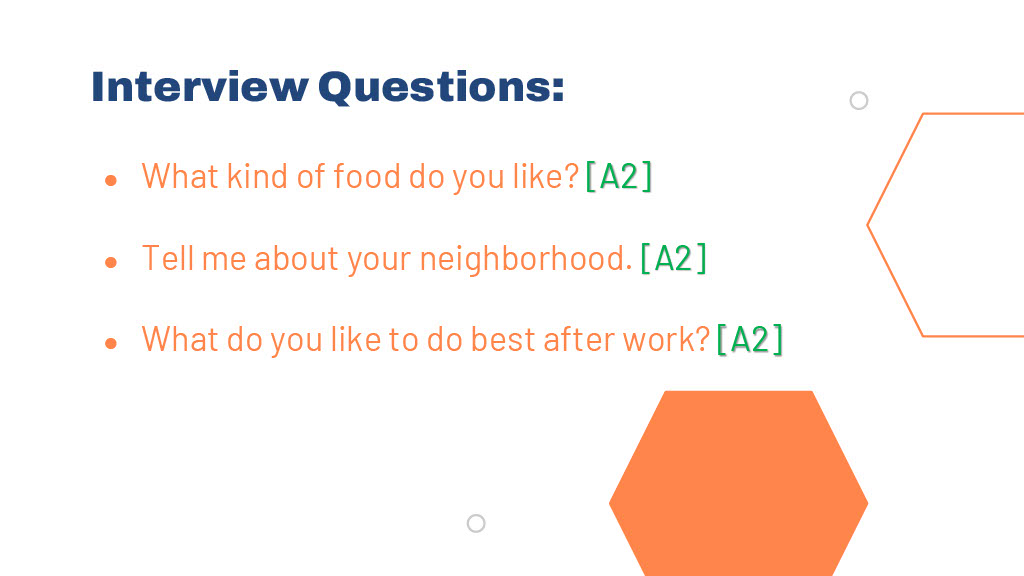 Interview Questions:
● What kind of food do you like? [A2]
● Tell me about your neighborhood. [A2]
● What do you like to do best after work? [A2]